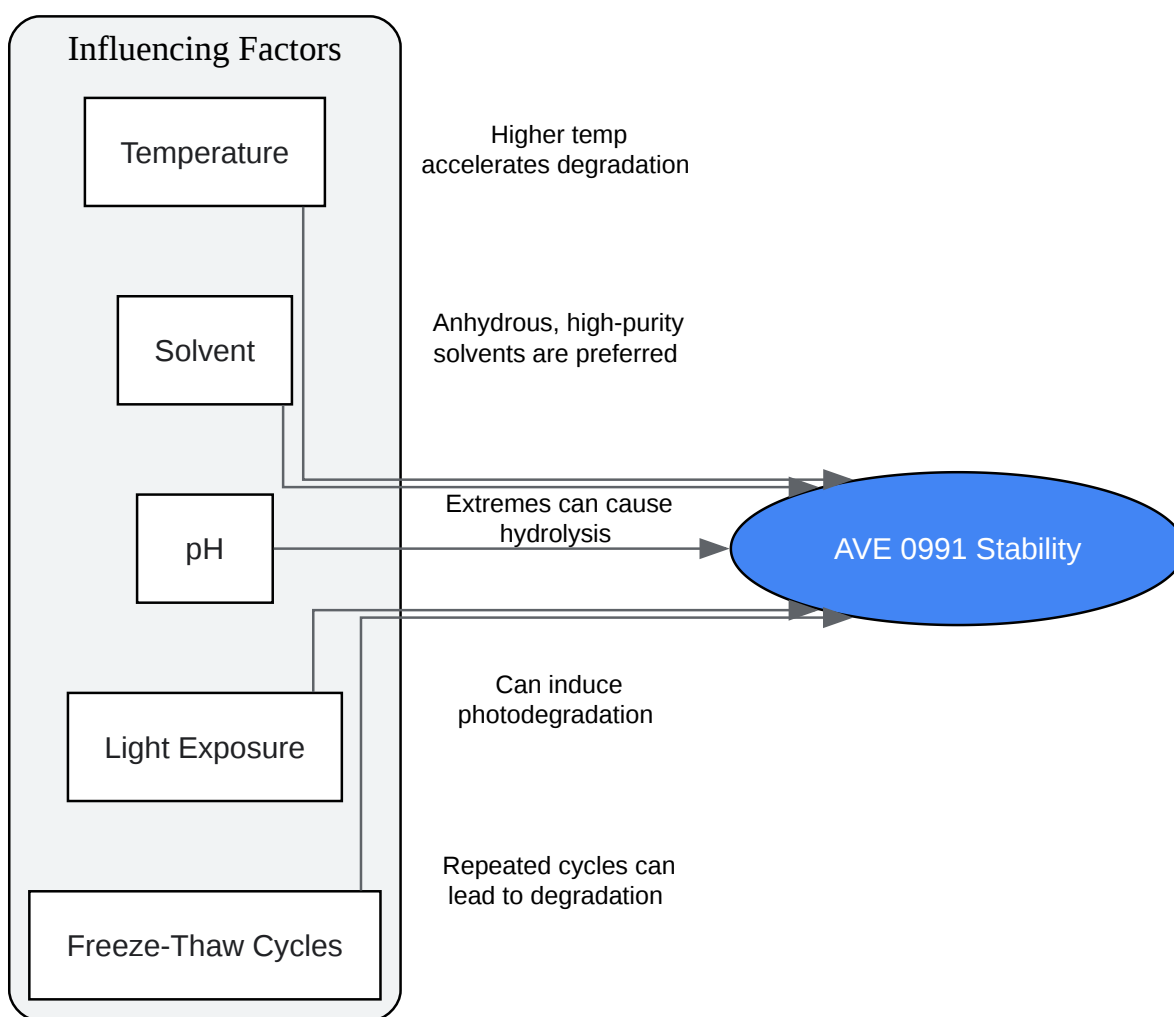 Influencing Factors
Temperature
Higher temp
accelerates degradation
Solvent
Anhydrous, high-purity
solvents are preferred
pH
Extremes can cause
hydrolysis
AVE 0991 Stability
Light Exposure
Can induce
photodegradation
Freeze-Thaw Cycles
Repeated cycles can
lead to degradation